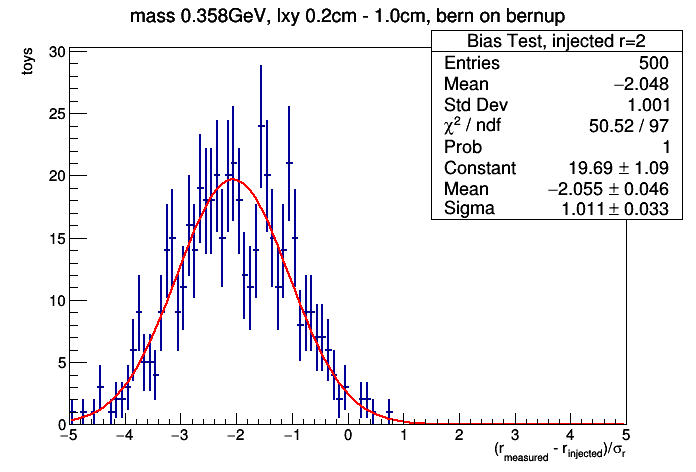 mass 0.358GeV, lxy 0.2cm - 1.0cm, bern on bernup
Bias Test, injected r=2
Entries 500
Mean −2.048
Std Dev 1.001
χ² / ndf 50.52 / 97
Prob 1
Constant 19.69 ± 1.09
Mean −2.055 ± 0.046
Sigma 1.011 ± 0.033
toys
30
25
20
15
10
5
0
−5 −4 −3 −2 −1 0 1 2 3 4 5
(r_measured - r_injected)/σ_r